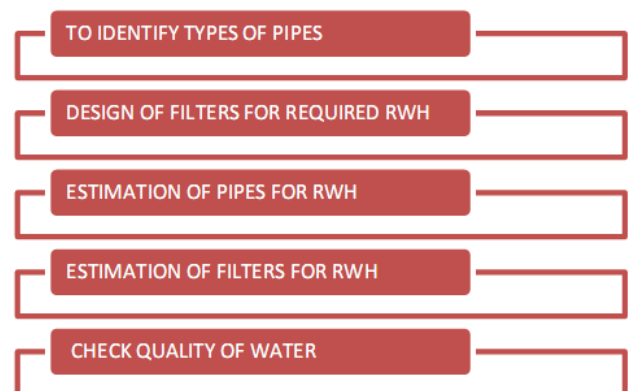 TO IDENTIFY TYPES OF PIPES
DESIGN OF FILTERS FOR REQUIRED RWH
ESTIMATION OF PIPES FOR RWH
ESTIMATION OF FILTERS FOR RWH
CHECK QUALITY OF WATER